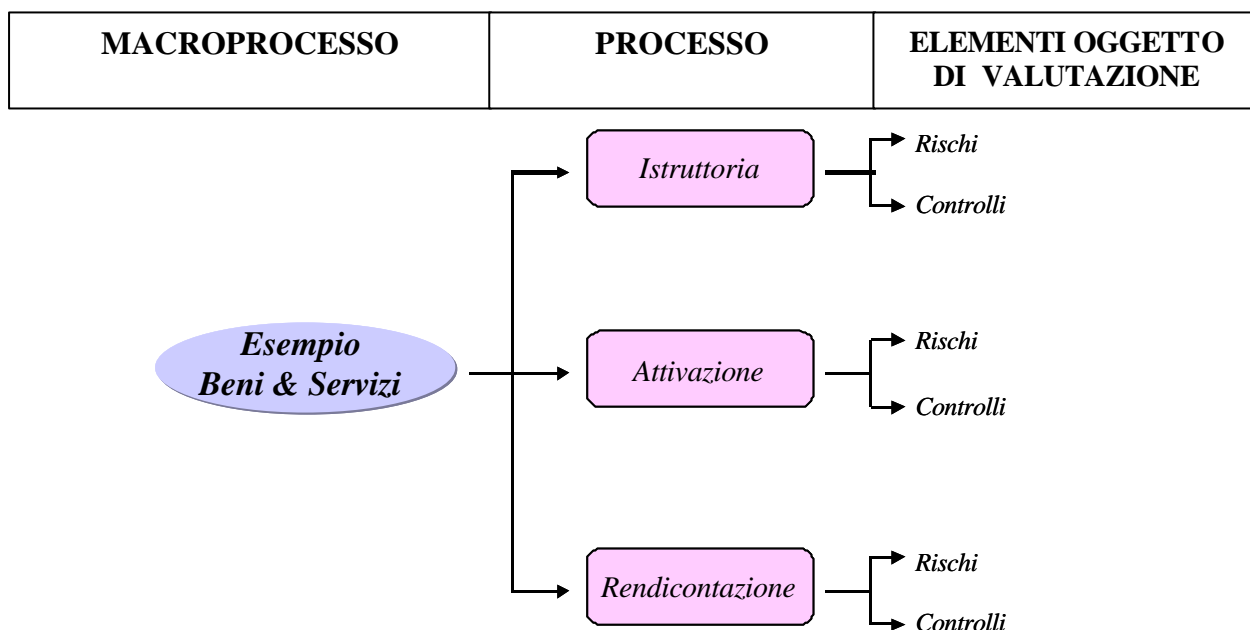 MACROPROCESSO
PROCESSO
ELEMENTI OGGETTO
DI VALUTAZIONE
Istruttoria
Rischi
Controlli
Esempio
Beni & Servizi
Attivazione
Rischi
Controlli
Rendicontazione
Rischi
Controlli